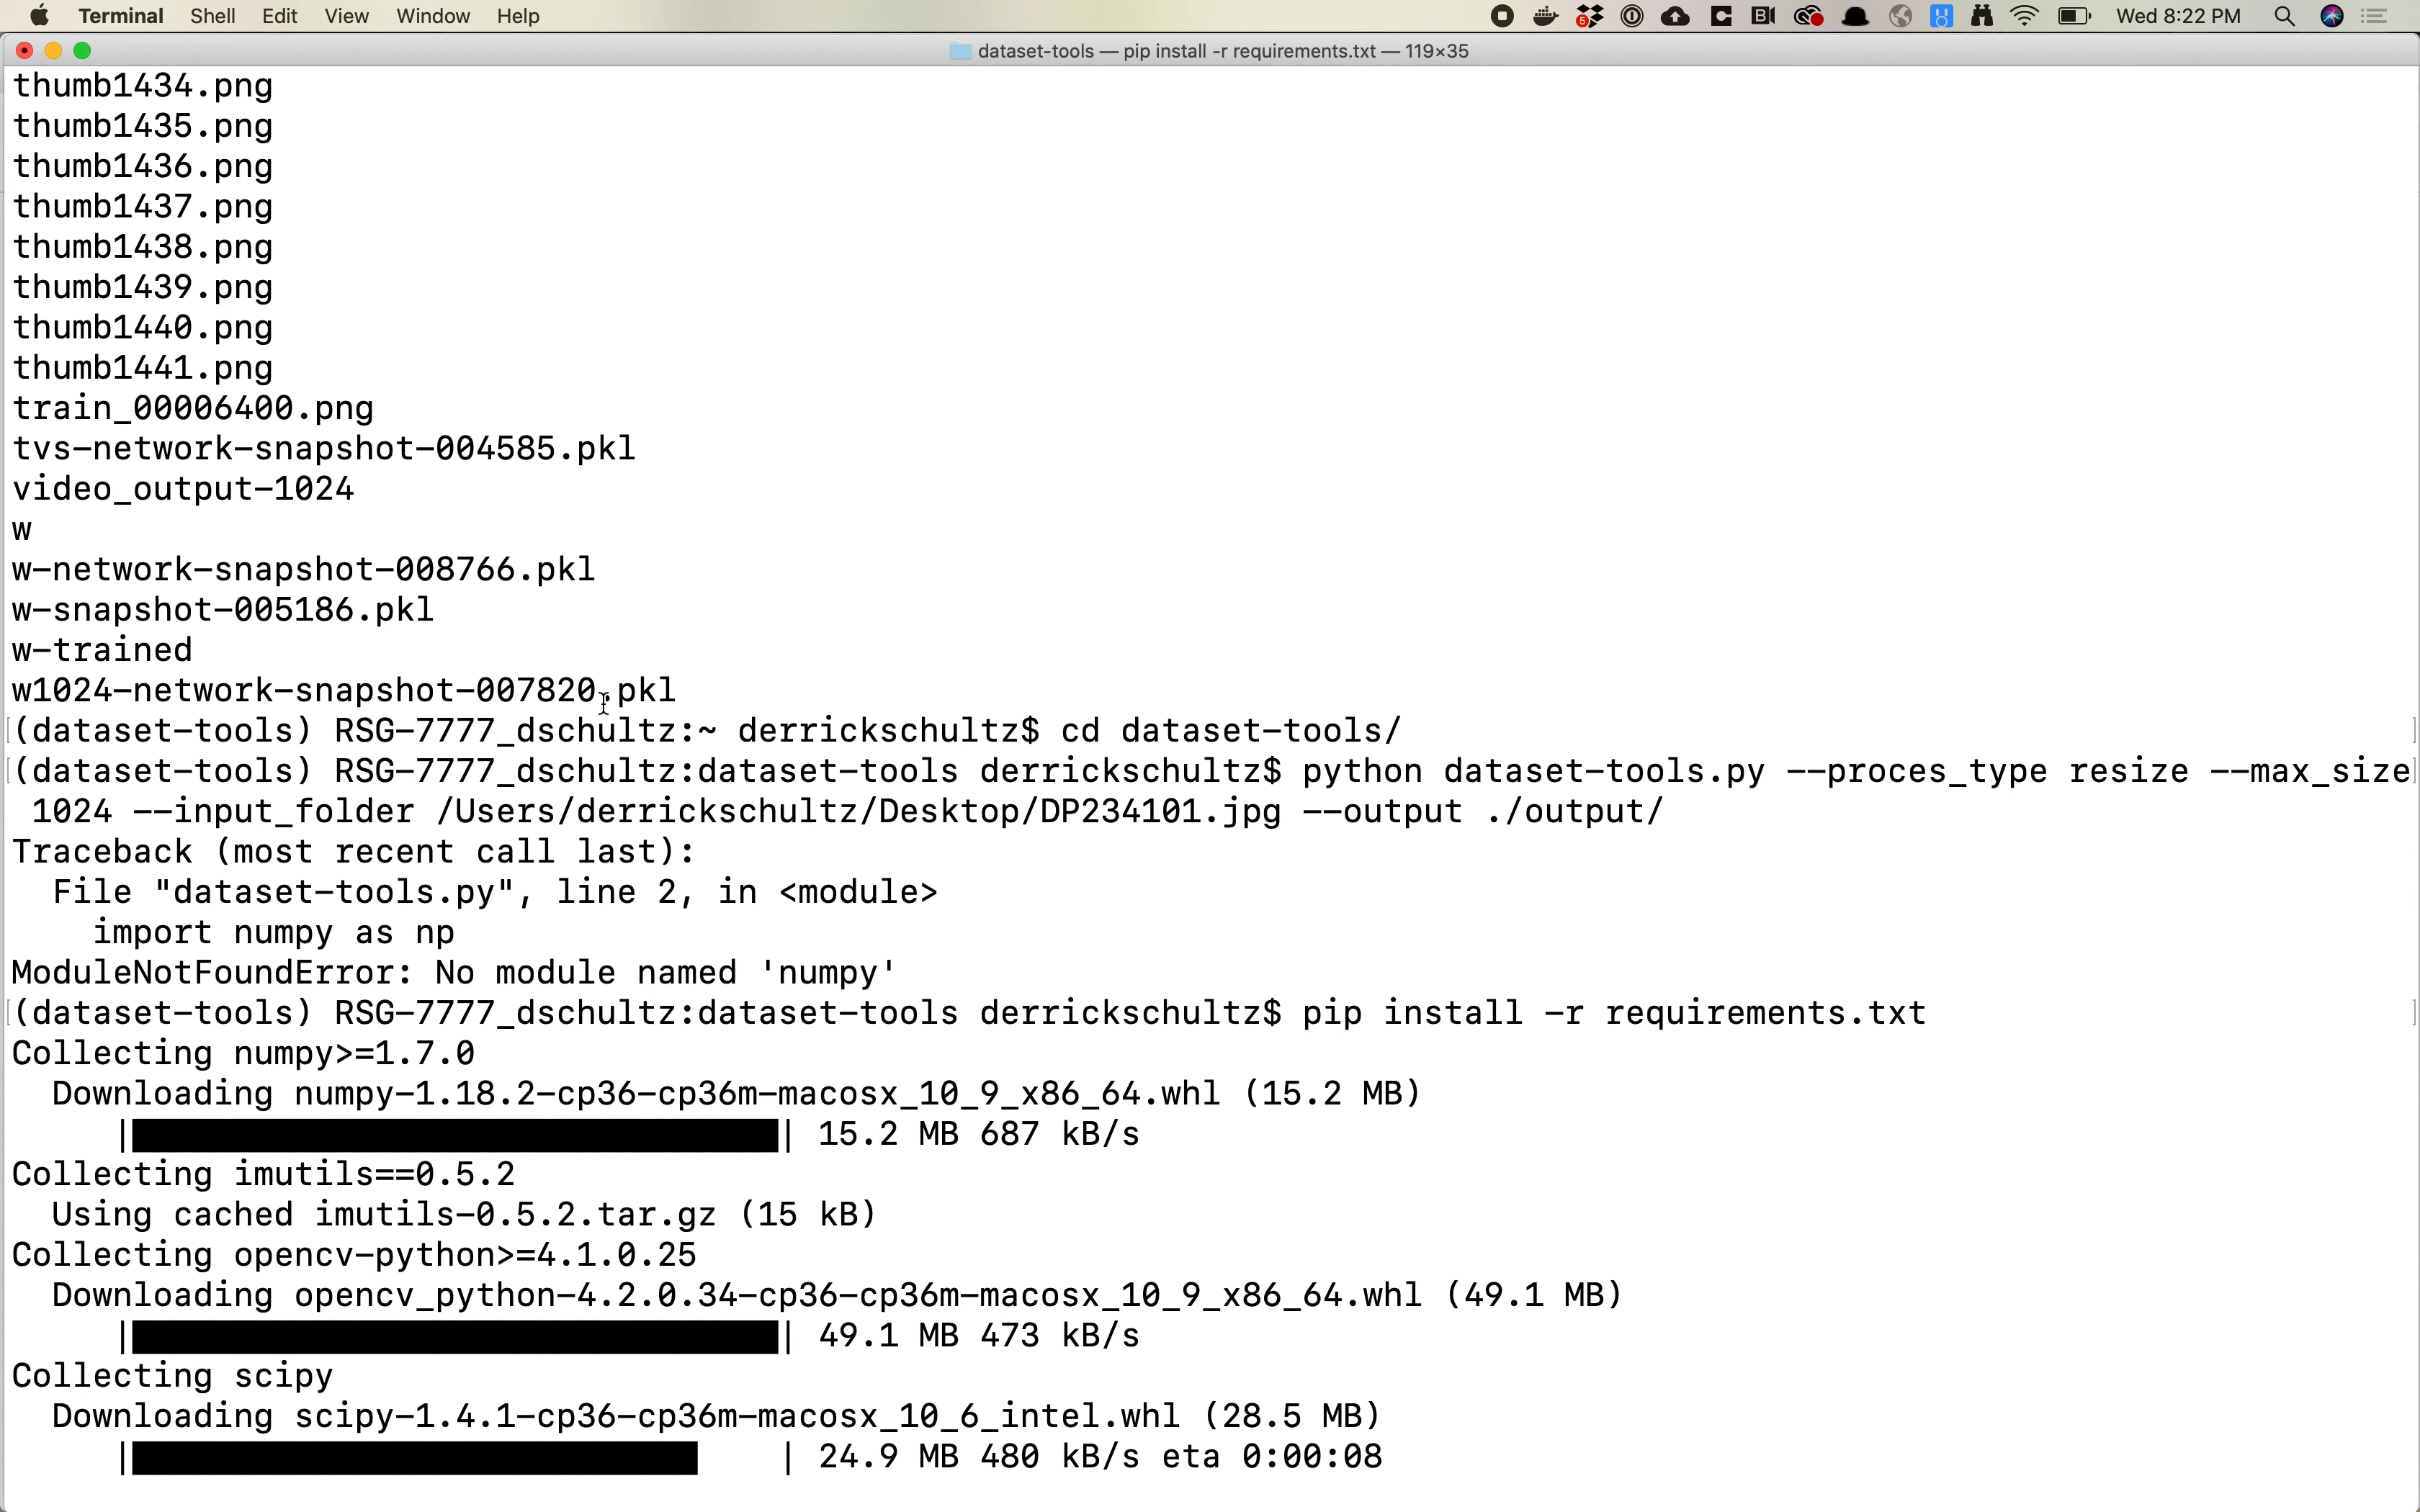 Terminal Shell Edit View Window Help 5 Wed 8:22 PM
dataset-tools — pip install -r requirements.txt — 119×35
thumb1434.png
thumb1435.png
thumb1436.png
thumb1437.png
thumb1438.png
thumb1439.png
thumb1440.png
thumb1441.png
train_00006400.png
tvs-network-snapshot-004585.pkl
video_output-1024
w
w-network-snapshot-008766.pkl
w-snapshot-005186.pkl
w-trained
w1024-network-snapshot-007820.pkl
(dataset-tools) RSG-7777_dschultz:~ derrickschultz$ cd dataset-tools/
(dataset-tools) RSG-7777_dschultz:dataset-tools derrickschultz$ python dataset-tools.py --proces_type resize --max_size
1024 --input_folder /Users/derrickschultz/Desktop/DP234101.jpg --output ./output/
Traceback (most recent call last):
  File "dataset-tools.py", line 2, in <module>
    import numpy as np
ModuleNotFoundError: No module named 'numpy'
(dataset-tools) RSG-7777_dschultz:dataset-tools derrickschultz$ pip install -r requirements.txt
Collecting numpy>=1.7.0
  Downloading numpy-1.18.2-cp36-cp36m-macosx_10_9_x86_64.whl (15.2 MB)
     |████████████████████████████████| 15.2 MB 687 kB/s
Collecting imutils==0.5.2
  Using cached imutils-0.5.2.tar.gz (15 kB)
Collecting opencv-python>=4.1.0.25
  Downloading opencv_python-4.2.0.34-cp36-cp36m-macosx_10_9_x86_64.whl (49.1 MB)
     |████████████████████████████████| 49.1 MB 473 kB/s
Collecting scipy
  Downloading scipy-1.4.1-cp36-cp36m-macosx_10_6_intel.whl (28.5 MB)
     |████████████████████████████    | 24.9 MB 480 kB/s eta 0:00:08